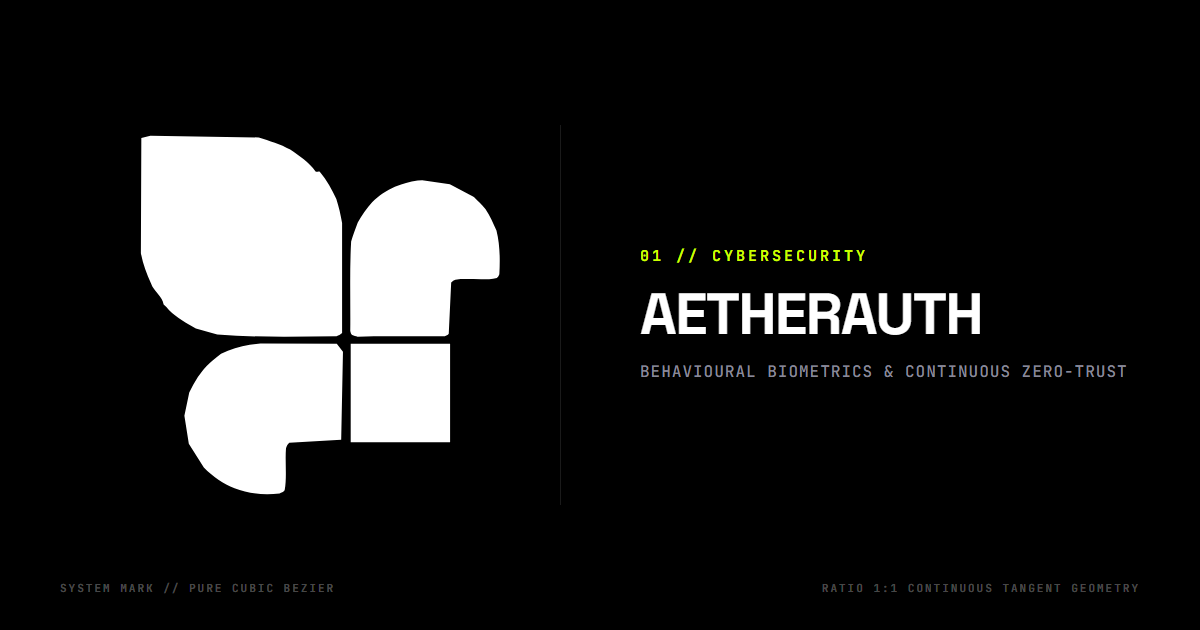 01 // CYBERSECURITY
AETHERAUTH
BEHAVIOURAL BIOMETRICS & CONTINUOUS ZERO-TRUST
SYSTEM MARK // PURE CUBIC BEZIER
RATIO 1:1 CONTINUOUS TANGENT GEOMETRY